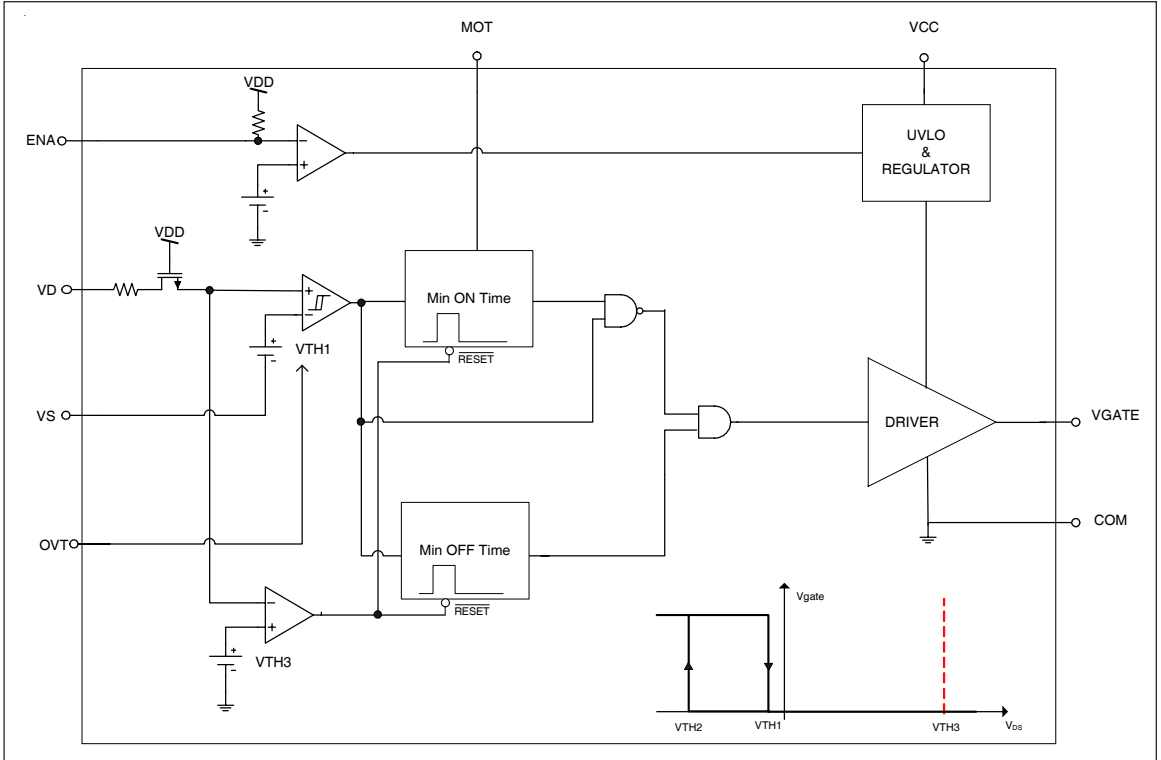 MOT
VCC
VDD
ENA
−
+
+
−
UVLO
&
REGULATOR
VDD
VD
+
−
VTH1
+
−
Min ON Time
RESET
VS
DRIVER
VGATE
COM
OVT
Min OFF Time
RESET
−
+
VTH3
+
−
Vgate
VTH2
VTH1
VTH3
VDS